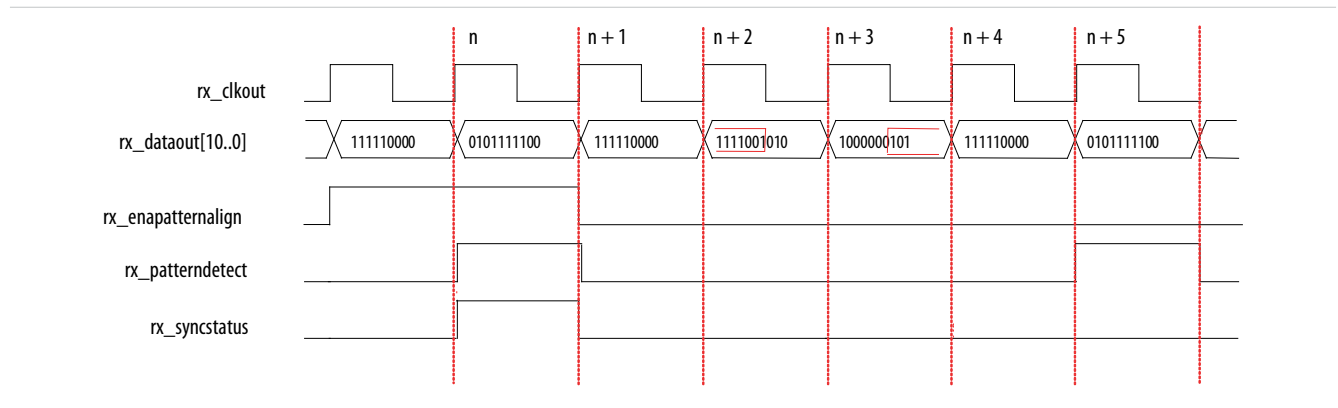 n n + 1 n + 2 n + 3 n + 4 n + 5
rx_clkout
rx_dataout[10..0] 111110000 0101111100 111110000 1111001010 1000000101 111110000 0101111100
rx_enapatternalign
rx_patterndetect
rx_syncstatus